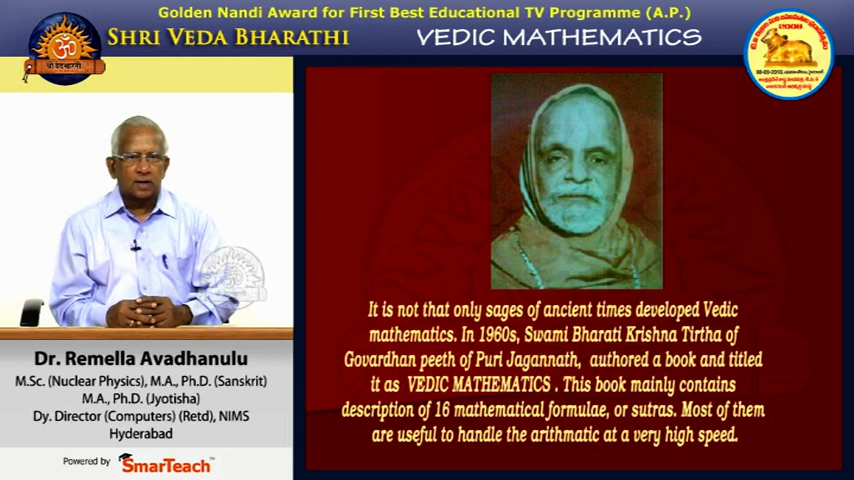 Golden Nandi Award for First Best Educational TV Programme (A.P.)
SHRI VEDA BHARATHI
VEDIC MATHEMATICS
శ్రీ వేదభారతి
2009
It is not that only sages of ancient times developed Vedic
mathematics. In 1960s, Swami Bharati Krishna Tirtha of
Govardhan peeth of Puri Jagannath, authored a book and titled
it as VEDIC MATHEMATICS . This book mainly contains
description of 16 mathematical formulae, or sutras. Most of them
are useful to handle the arithmatic at a very high speed.
Dr. Remella Avadhanulu
M.Sc. (Nuclear Physics), M.A., Ph.D. (Sanskrit)
M.A., Ph.D. (Jyotisha)
Dy. Director (Computers) (Retd), NIMS
Hyderabad
Powered by SmarTeach™